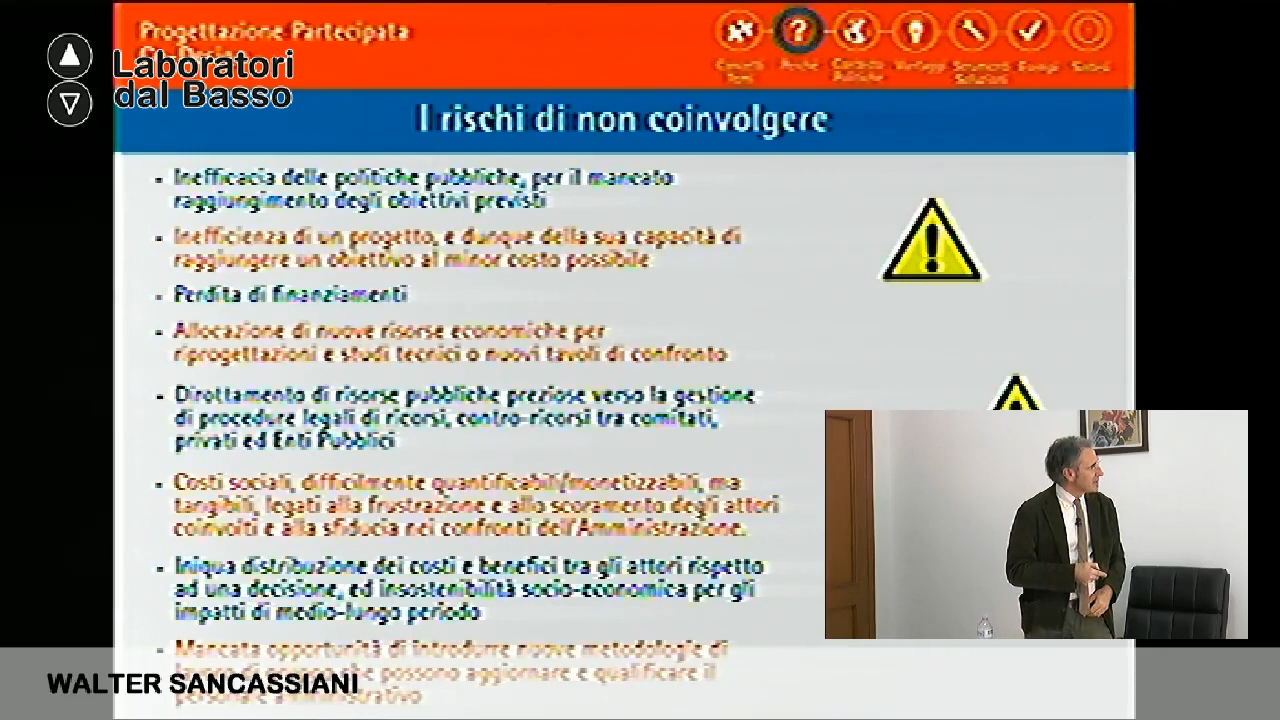 Progettazione Partecipata
Laboratori
dal Basso
I rischi di non coinvolgere
Inefficacia delle politiche pubbliche, per il mancato
raggiungimento degli obiettivi previsti
Inefficienza di un progetto, e dunque della sua capacità di
raggiungere un obiettivo al minor costo possibile
Perdita di finanziamenti
Allocazione di nuove risorse economiche per
riprogettazioni e studi tecnici o nuovi tavoli di confronto
Dirottamento di risorse pubbliche preziose verso la gestione
di procedure legali di ricorsi, contro-ricorsi tra comitati,
privati ed Enti Pubblici
Costi sociali, difficilmente quantificabili/monetizzabili, ma
tangibili, legati alla frustrazione e allo scoramento degli attori
coinvolti e alla sfiducia nei confronti dell'Amministrazione.
Iniqua distribuzione dei costi e benefici tra gli attori rispetto
ad una decisione, ed insostenibilità socio-economica per gli
impatti di medio-lungo periodo
Mancata opportunità di introdurre nuove metodologie di
che possono aggiornare e qualificare il
WALTER SANCASSIANI